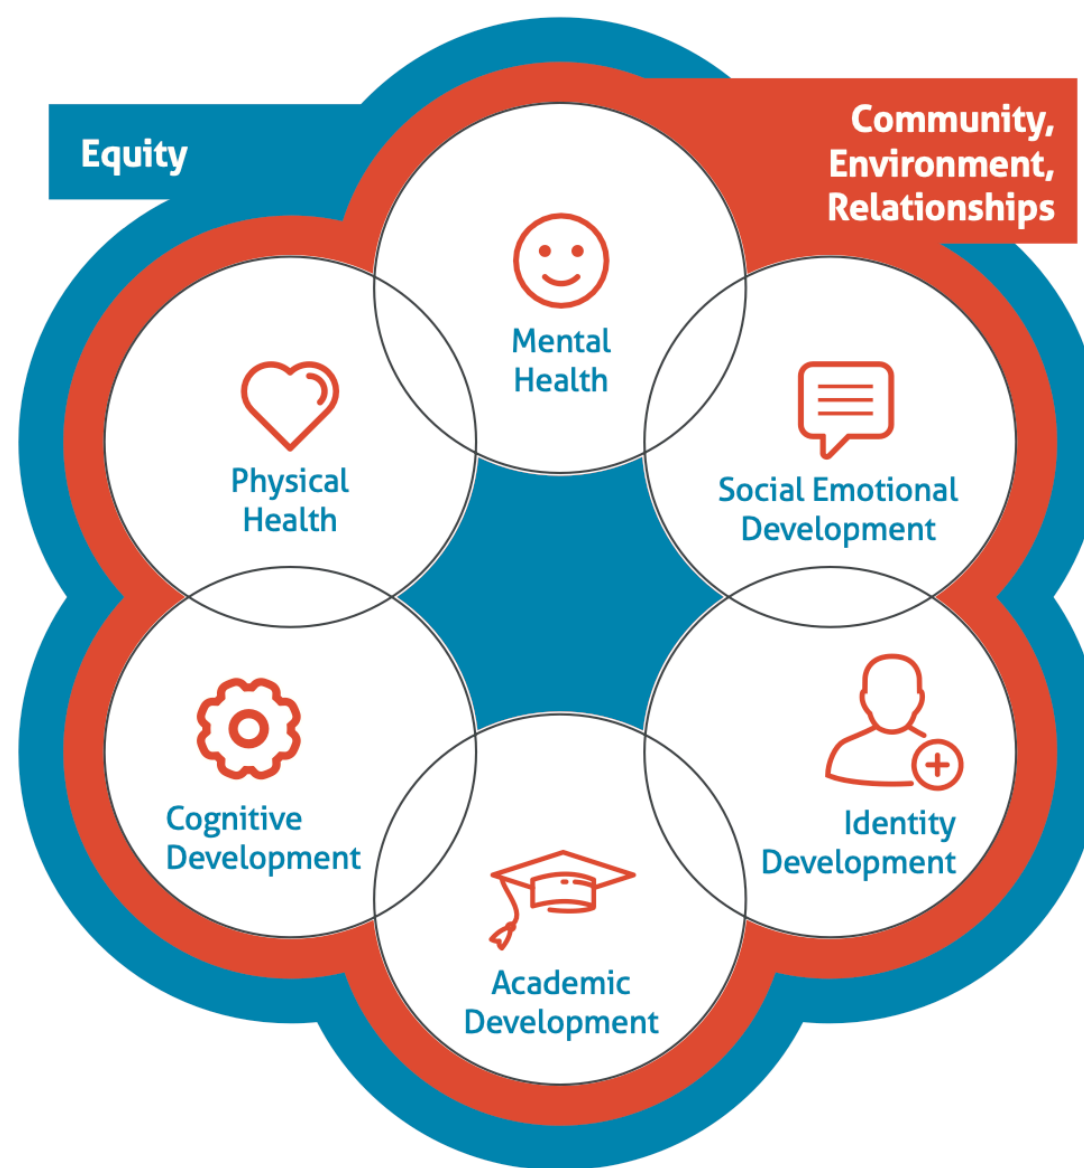 Equity
Community,
Environment,
Relationships
Mental
Health
Physical
Health
Social Emotional
Development
Cognitive
Development
Identity
Development
Academic
Development